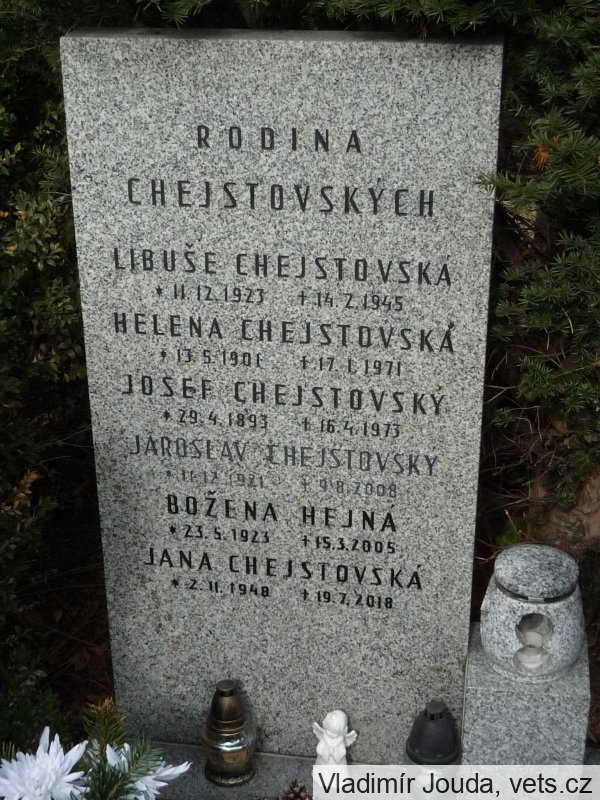 RODINA
CHEJSTOVSKÝCH
LIBUŠE CHEJSTOVSKA
* 11.12.1923 † 14.2.1945
HELENA CHEJSTOVSKÁ
* 13.5.1901 † 17.1.1971
JOSEF CHEJSTOVSKÝ
* 29.4.1893 † 16.4.1973
JAROSLAV CHEJSTOVSKÝ
* 11.12.1921 † 9.8.2008
BOŽENA HEJNÁ
* 23.5.1923 † 15.3.2005
JANA CHEJSTOVSKÁ
* 2.11.1948 † 19.7.2018
Vladimír Jouda, vets.cz